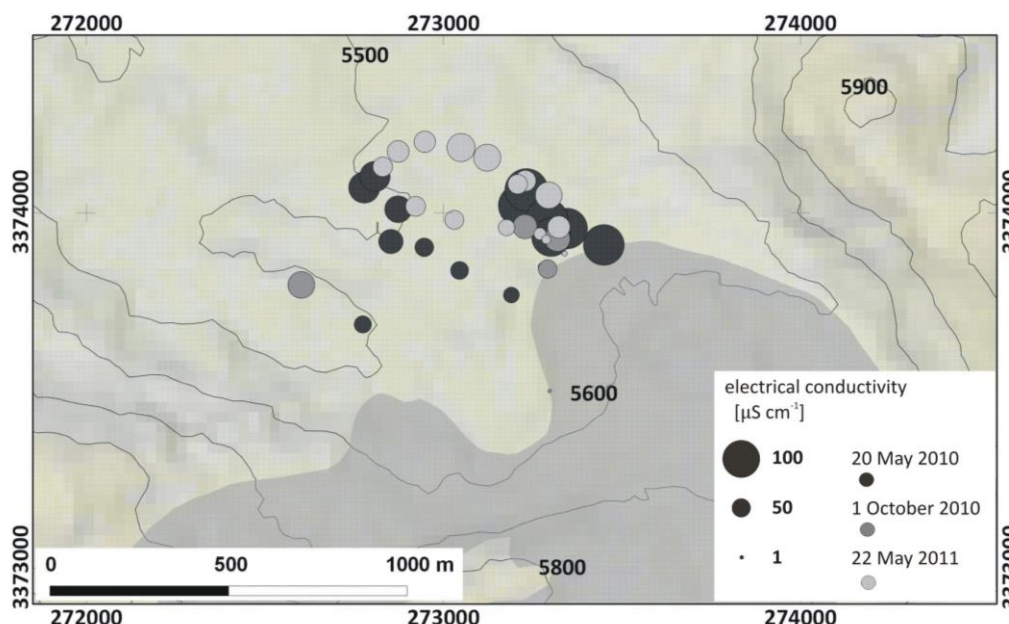 272000 273000 274000
5500
5900
3374000 3374000
5600
electrical conductivity
[µS cm⁻¹]
100 20 May 2010
50 1 October 2010
1 22 May 2011
0 500 1000 m
5800
3373000 3373000
272000 273000 274000